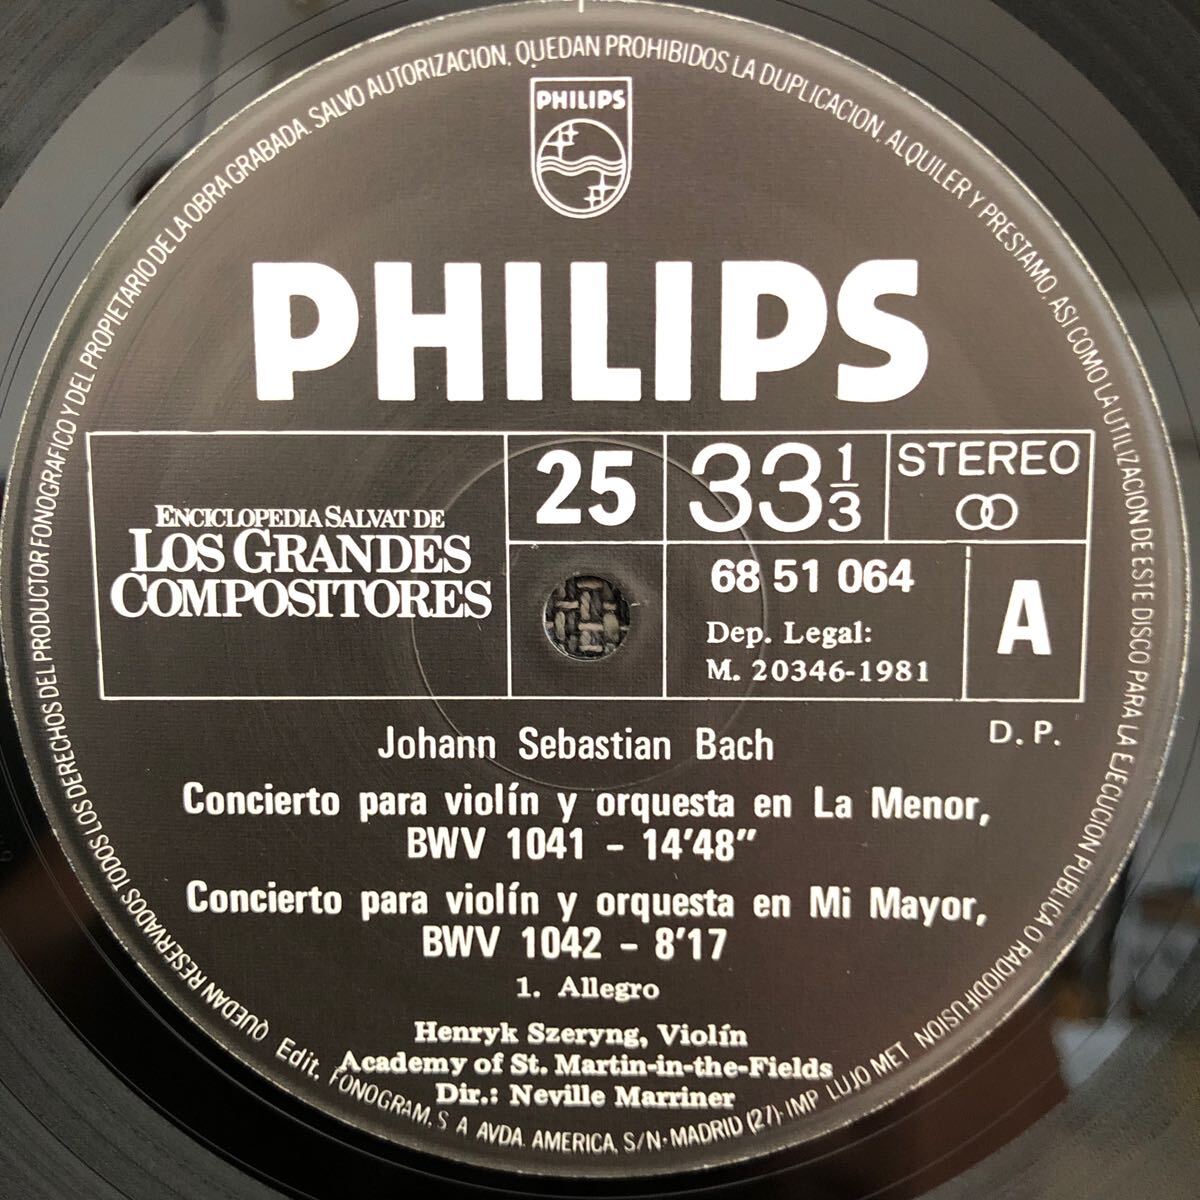 PHILIPS
PHILIPS
ENCICLOPEDIA SALVAT DE
LOS GRANDES
COMPOSITORES
25
33 1/3
STEREO
68 51 064
Dep. Legal:
M. 20346-1981
A
D. P.
Johann Sebastian Bach
Concierto para violín y orquesta en La Menor,
BWV 1041 - 14'48"
Concierto para violín y orquesta en Mi Mayor,
BWV 1042 - 8'17
1. Allegro
Henryk Szeryng, Violín
Academy of St. Martin-in-the-Fields
Dir.: Neville Marriner
QUEDAN RESERVADOS TODOS LOS DERECHOS DEL PRODUCTOR FONOGRAFICO Y DEL PROPIETARIO DE LA OBRA GRABADA. SALVO AUTORIZACION, QUEDAN PROHIBIDOS LA DUPLICACION, ALQUILER Y PRESTAMO, ASI COMO LA UTILIZACION DE ESTE DISCO PARA LA EJECUCION PUBLICA O RADIODIFUSION
Edit. FONOGRAM, S A AVDA. AMERICA, S/N-MADRID (27)-IMP LUJO MET